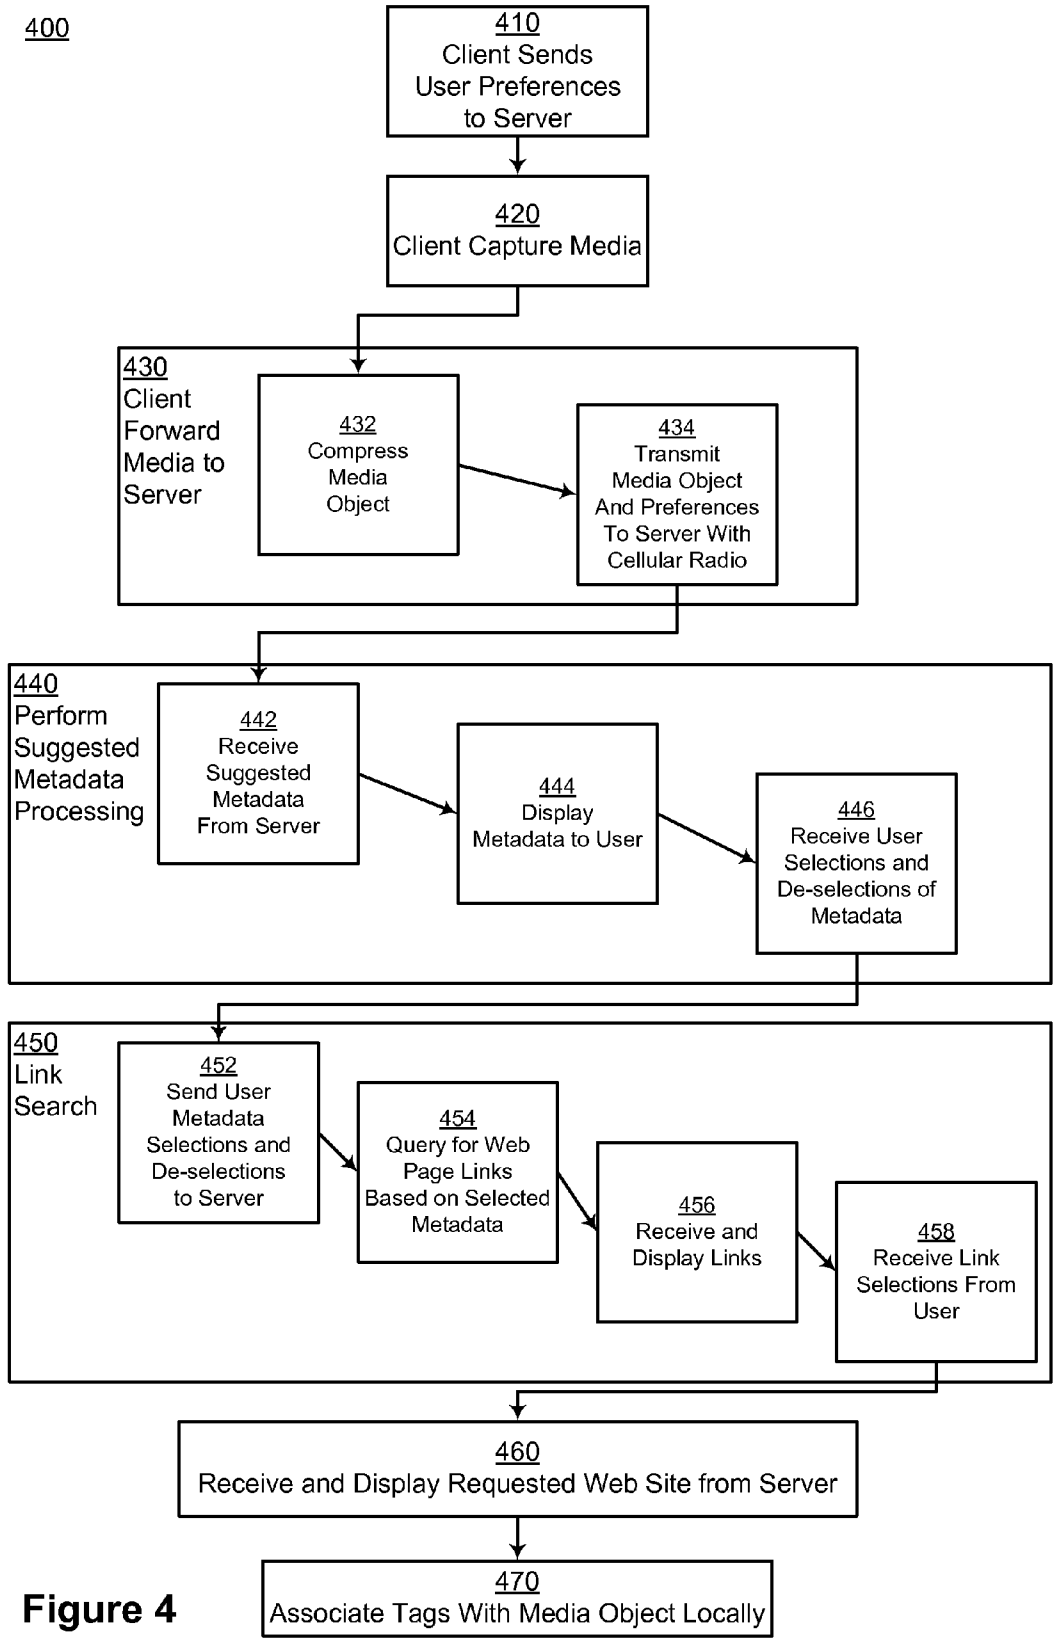 400
410
Client Sends
User Preferences
to Server
420
Client Capture Media
430
Client
Forward
Media to
Server
432
Compress
Media
Object
434
Transmit
Media Object
And Preferences
To Server With
Cellular Radio
440
Perform
Suggested
Metadata
Processing
442
Receive
Suggested
Metadata
From Server
444
Display
Metadata to User
446
Receive User
Selections and
De-selections of
Metadata
450
Link
Search
452
Send User
Metadata
Selections and
De-selections
to Server
454
Query for Web
Page Links
Based on Selected
Metadata
456
Receive and
Display Links
458
Receive Link
Selections From
User
460
Receive and Display Requested Web Site from Server
470
Associate Tags With Media Object Locally
Figure 4